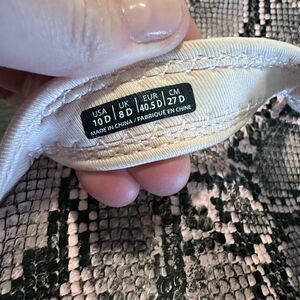 USA | UK | EUR | CM
10 D | 8 D | 40.5 D | 27 D
MADE IN CHINA / FABRIQUÉ EN CHINE